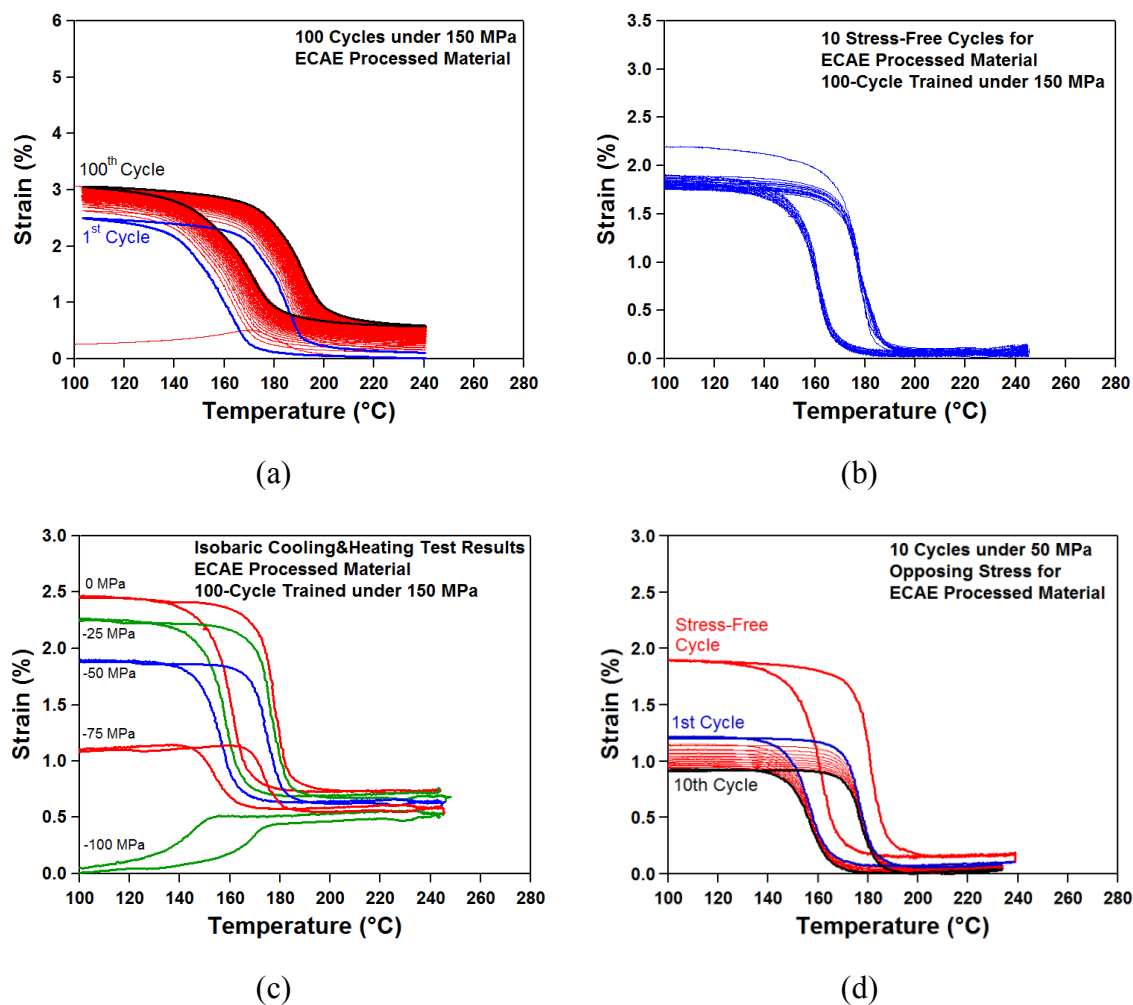 100 Cycles under 150 MPa
ECAE Processed Material
6
5
4
3
2
1
0
Strain (%)
100th Cycle
1st Cycle
100 120 140 160 180 200 220 240 260 280
Temperature (°C)
(a)
10 Stress-Free Cycles for
ECAE Processed Material
100-Cycle Trained under 150 MPa
3.5
3.0
2.5
2.0
1.5
1.0
0.5
0.0
Strain (%)
100 120 140 160 180 200 220 240 260 280
Temperature (°C)
(b)
Isobaric Cooling&Heating Test Results
ECAE Processed Material
100-Cycle Trained under 150 MPa
3.0
2.5
2.0
1.5
1.0
0.5
0.0
Strain (%)
0 MPa
-25 MPa
-50 MPa
-75 MPa
-100 MPa
100 120 140 160 180 200 220 240 260 280
Temperature (°C)
(c)
10 Cycles under 50 MPa
Opposing Stress for
ECAE Processed Material
3.0
2.5
2.0
1.5
1.0
0.5
0.0
Strain (%)
Stress-Free
Cycle
1st Cycle
10th Cycle
100 120 140 160 180 200 220 240 260 280
Temperature (°C)
(d)